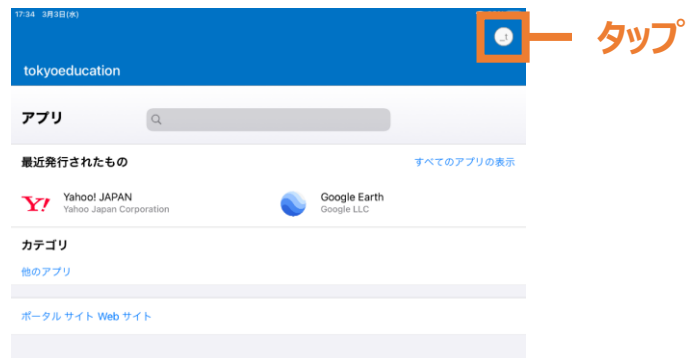 17:34 3月3日(水)
_t
タップ
tokyoeducation
アプリ
最近発行されたもの
すべてのアプリの表示
Y!
Yahoo! JAPAN
Yahoo Japan Corporation
Google Earth
Google LLC
カテゴリ
他のアプリ
ポータル サイト Web サイト